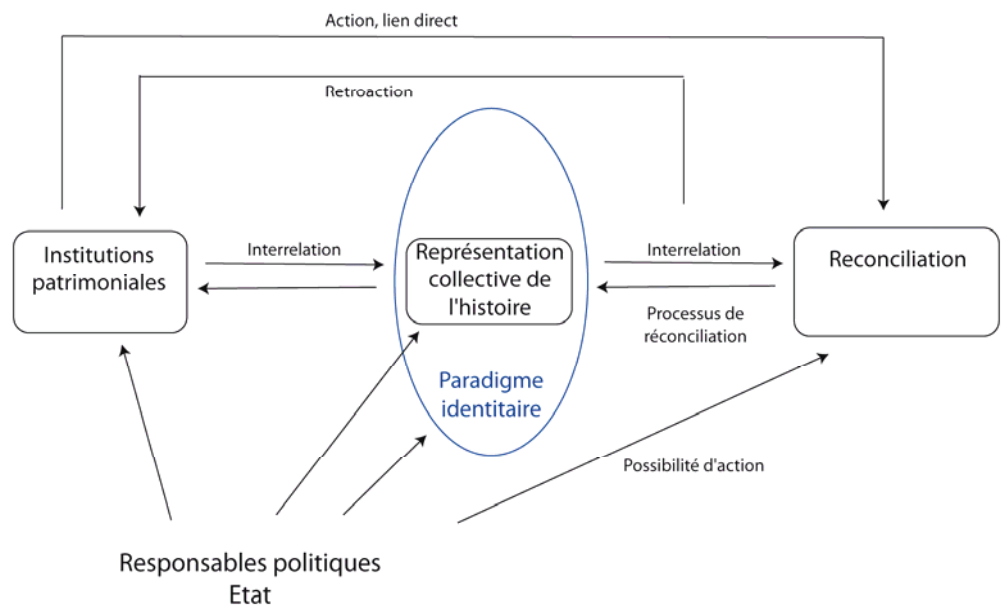 Action, lien direct
Retroaction
Institutions
patrimoniales
Interrelation
Représentation
collective de
l'histoire
Interrelation
Reconciliation
Processus de
réconciliation
Paradigme
identitaire
Possibilité d'action
Responsables politiques
Etat